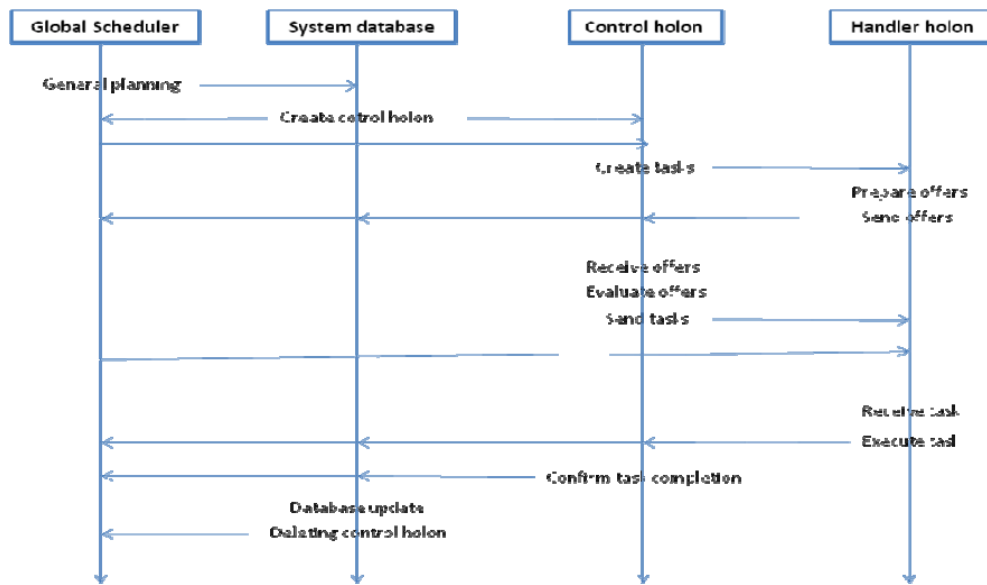 Global Scheduler
System database
Control holon
Handler holon
General planning
Create cotrol holon
Create tasks
Prepare offers
Send offers
Receive offers
Evaluate offers
Send tasks
Receive task
Execute task
Confirm task completion
Database update
Deleting control holon